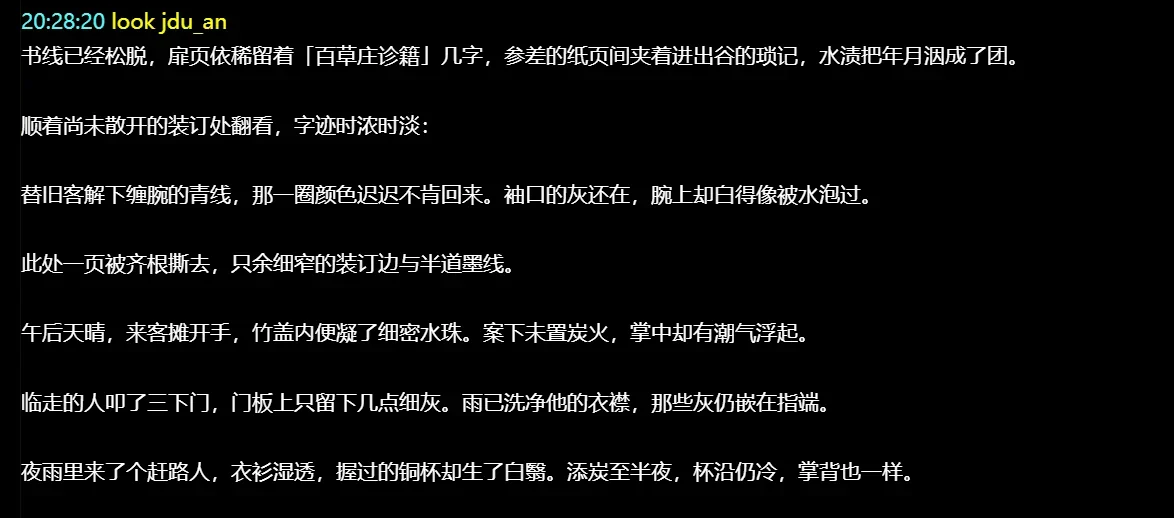 20:28:20 look jdu_an
书线已经松脱，扉页依稀留着「百草庄诊籍」几字，参差的纸页间夹着进出谷的琐记，水渍把年月洇成了团。
顺着尚未散开的装订处翻看，字迹时浓时淡：
替旧客解下缠腕的青线，那一圈颜色迟迟不肯回来。袖口的灰还在，腕上却白得像被水泡过。
此处一页被齐根撕去，只余细窄的装订边与半道墨线。
午后天晴，来客摊开手，竹盖内便凝了细密水珠。案下未置炭火，掌中却有潮气浮起。
临走的人叩了三下门，门板上只留下几点细灰。雨已洗净他的衣襟，那些灰仍嵌在指端。
夜雨里来了个赶路人，衣衫湿透，握过的铜杯却生了白翳。添炭至半夜，杯沿仍冷，掌背也一样。